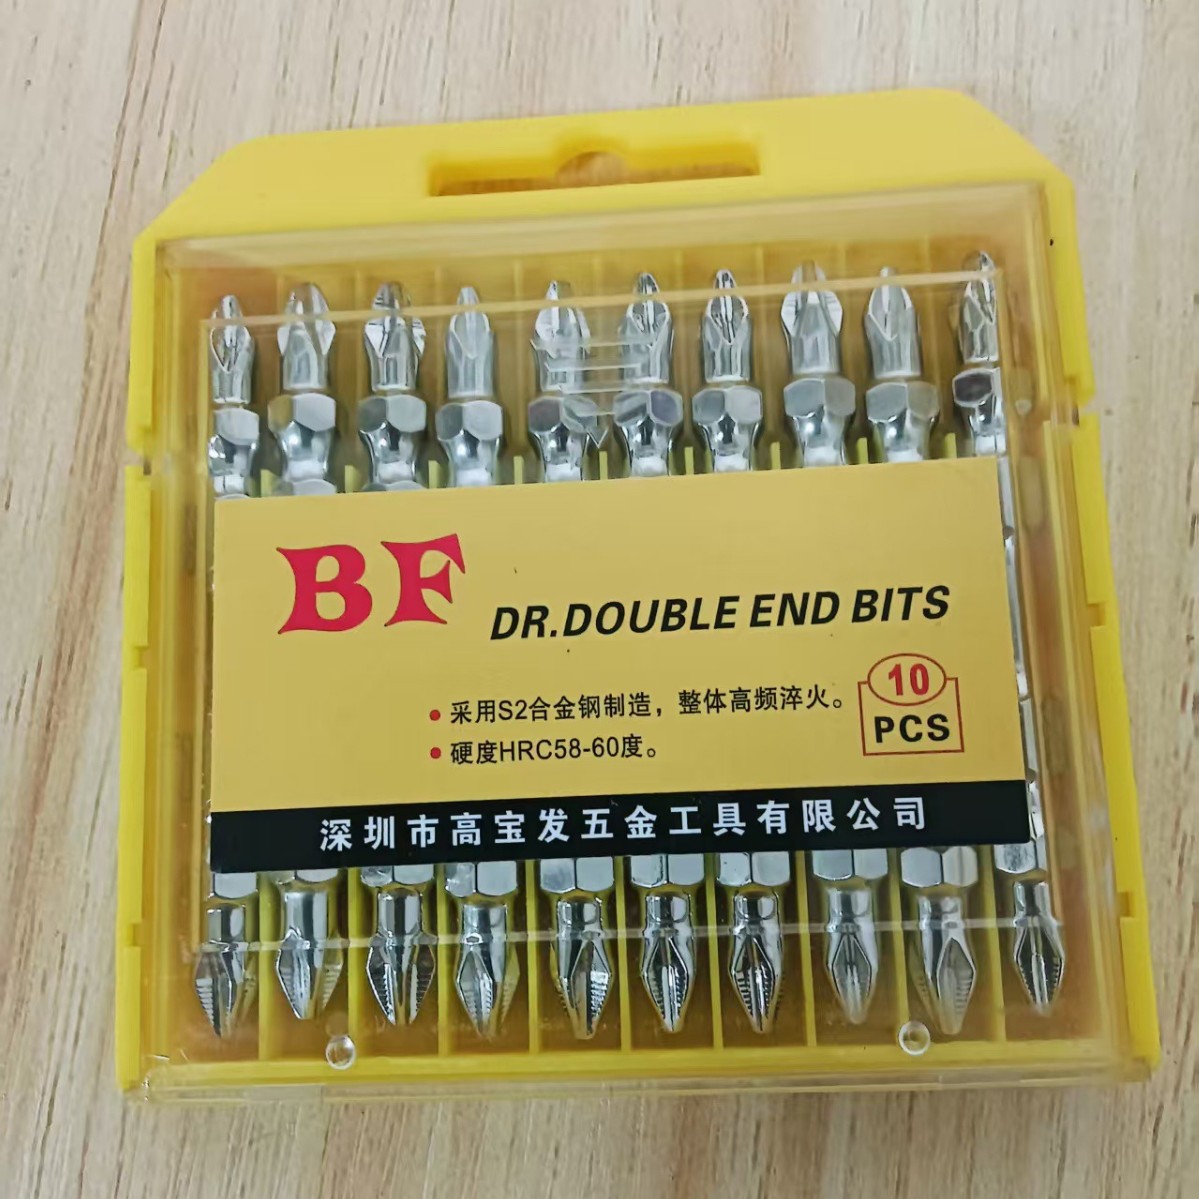 BF
DR.DOUBLE END BITS
• 采用S2合金钢制造，整体高频淬火。
• 硬度HRC58-60度。
10
PCS
深圳市高宝发五金工具有限公司